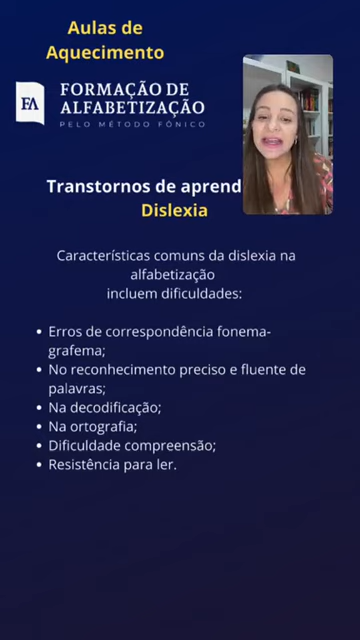 Aulas de
Aquecimento
FA
FORMAÇÃO DE
ALFABETIZAÇÃO
PELO MÉTODO FÔNICO
Transtornos de aprend
Dislexia
Características comuns da dislexia na
alfabetização
incluem dificuldades:
• Erros de correspondência fonema-
grafema;
• No reconhecimento preciso e fluente de
palavras;
• Na decodificação;
• Na ortografia;
• Dificuldade compreensão;
• Resistência para ler.